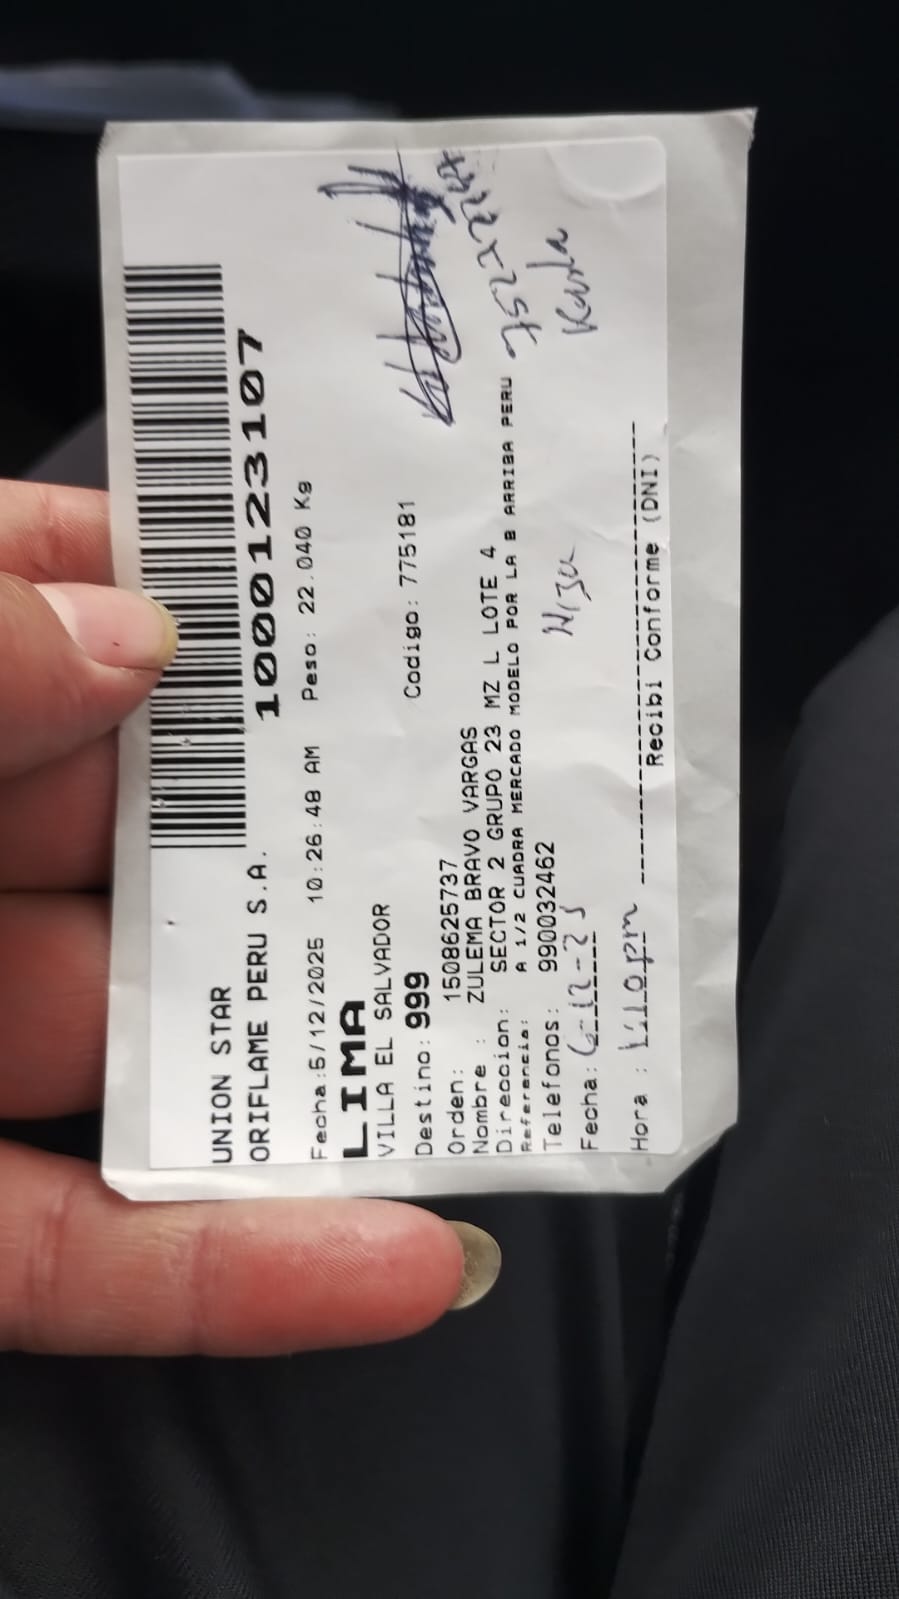 UNION STAR
ORIFLAME PERU S.A.
1000123107
Fecha:5/12/2025 10:26:48 AM Peso: 22.040 Kg
LIMA
VILLA EL SALVADOR
Destino: 999 Codigo: 775181
Orden: 1508625737
Nombre : ZULEMA BRAVO VARGAS
Direccion: SECTOR 2 GRUPO 23 MZ L LOTE 4
Referencia: A 1/2 CUADRA MERCADO MODELO POR LA B ARRIBA PERU
Telefonos: 990032462
Karla
Fecha: 6-12-25
Hora :
Recibi Conforme (DNI)